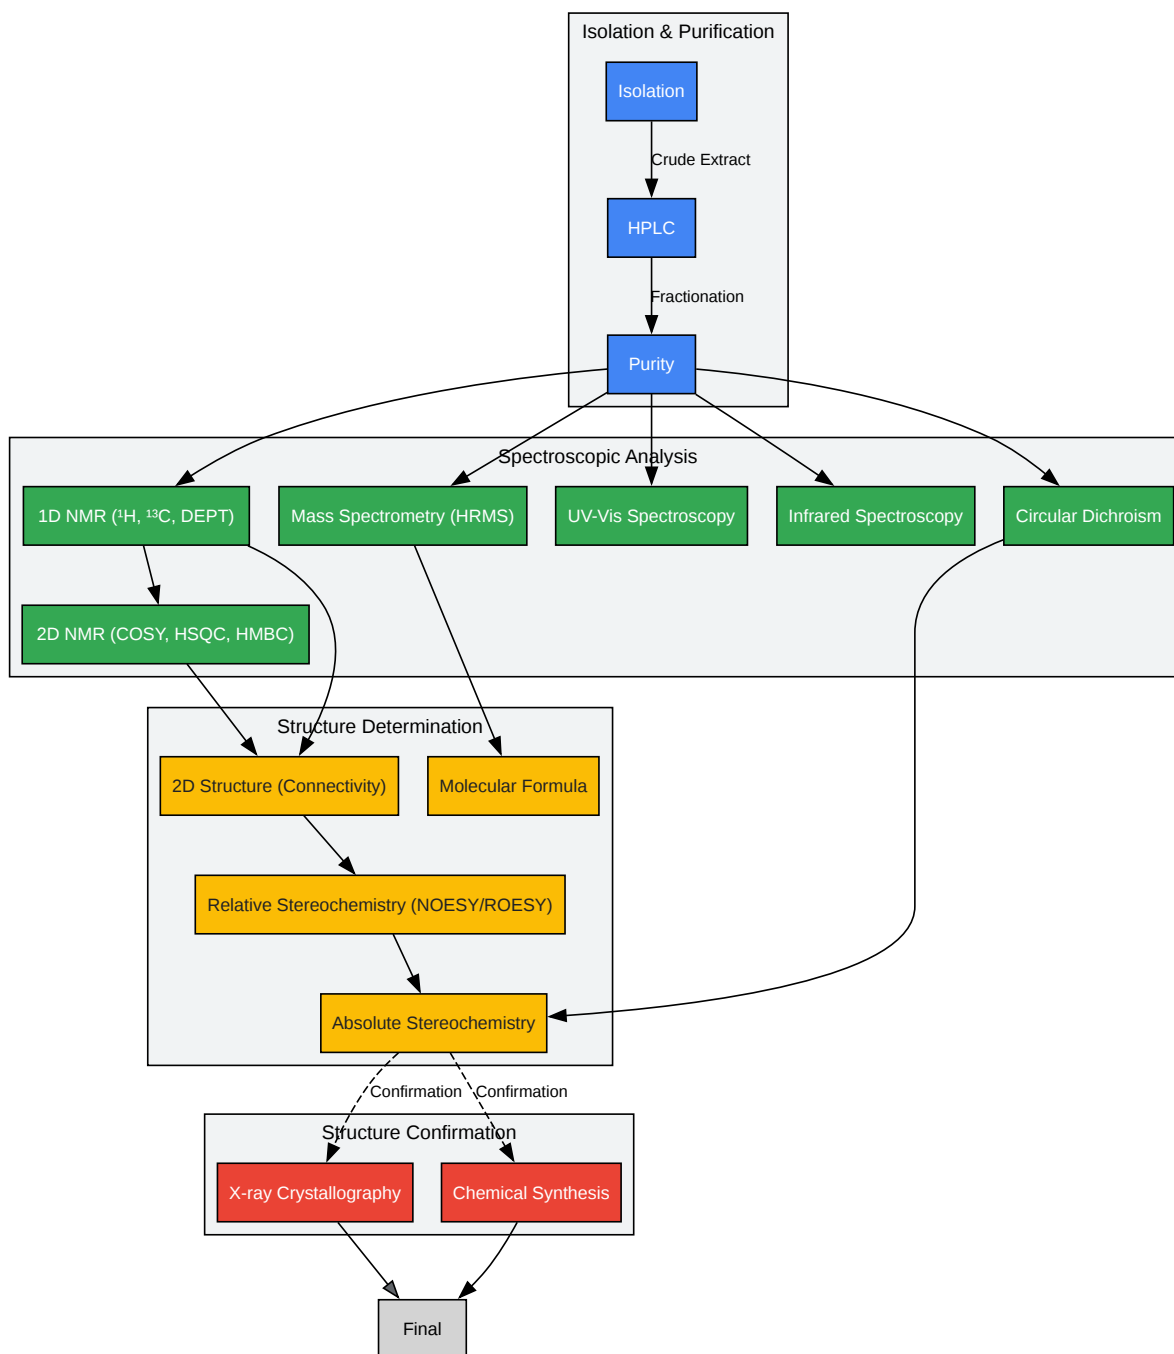 Isolation & Purification
Isolation
Crude Extract
HPLC
Fractionation
Purity
Spectroscopic Analysis
1D NMR (¹H, ¹³C, DEPT)
Mass Spectrometry (HRMS)
UV-Vis Spectroscopy
Infrared Spectroscopy
Circular Dichroism
2D NMR (COSY, HSQC, HMBC)
Structure Determination
2D Structure (Connectivity)
Molecular Formula
Relative Stereochemistry (NOESY/ROESY)
Absolute Stereochemistry
Confirmation
Confirmation
Structure Confirmation
X-ray Crystallography
Chemical Synthesis
Final